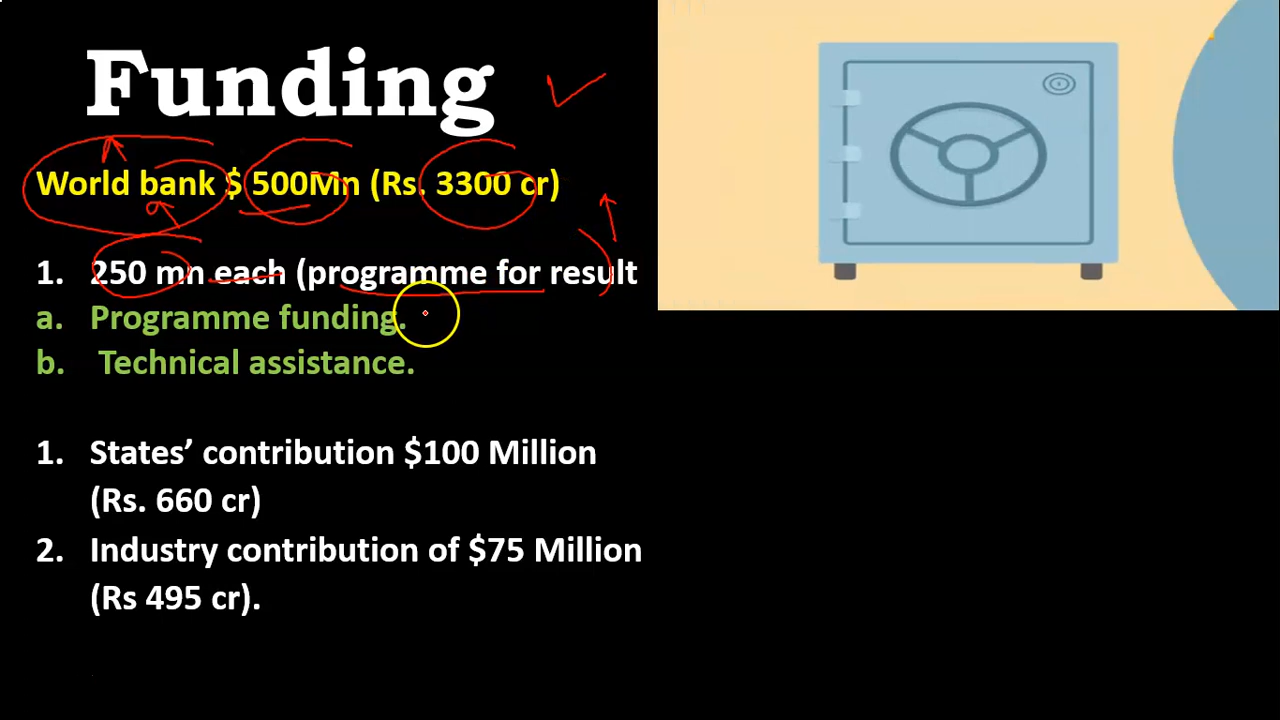 Funding
World bank $ 500Mn (Rs. 3300 cr)
1. 250 mn each (programme for result
a. Programme funding.
b. Technical assistance.
1. States’ contribution $100 Million
(Rs. 660 cr)
2. Industry contribution of $75 Million
(Rs 495 cr).